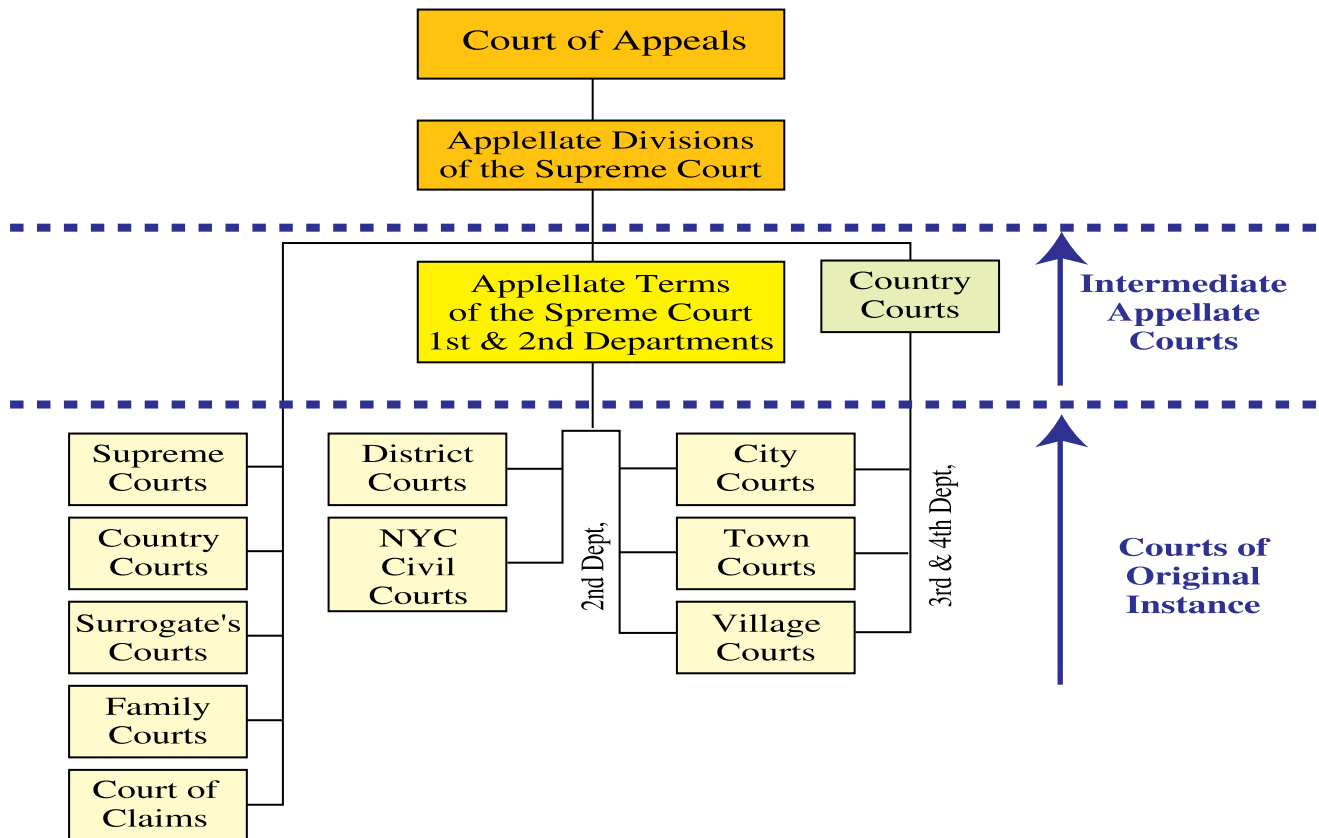 Court of Appeals
Applellate Divisions
of the Supreme Court
Applellate Terms
of the Spreme Court
1st & 2nd Departments
Country
Courts
Intermediate
Appellate
Courts
Supreme
Courts
Country
Courts
Surrogate's
Courts
Family
Courts
Court of
Claims
District
Courts
NYC
Civil
Courts
2nd Dept,
City
Courts
Town
Courts
Village
Courts
3rd & 4th Dept,
Courts of
Original
Instance